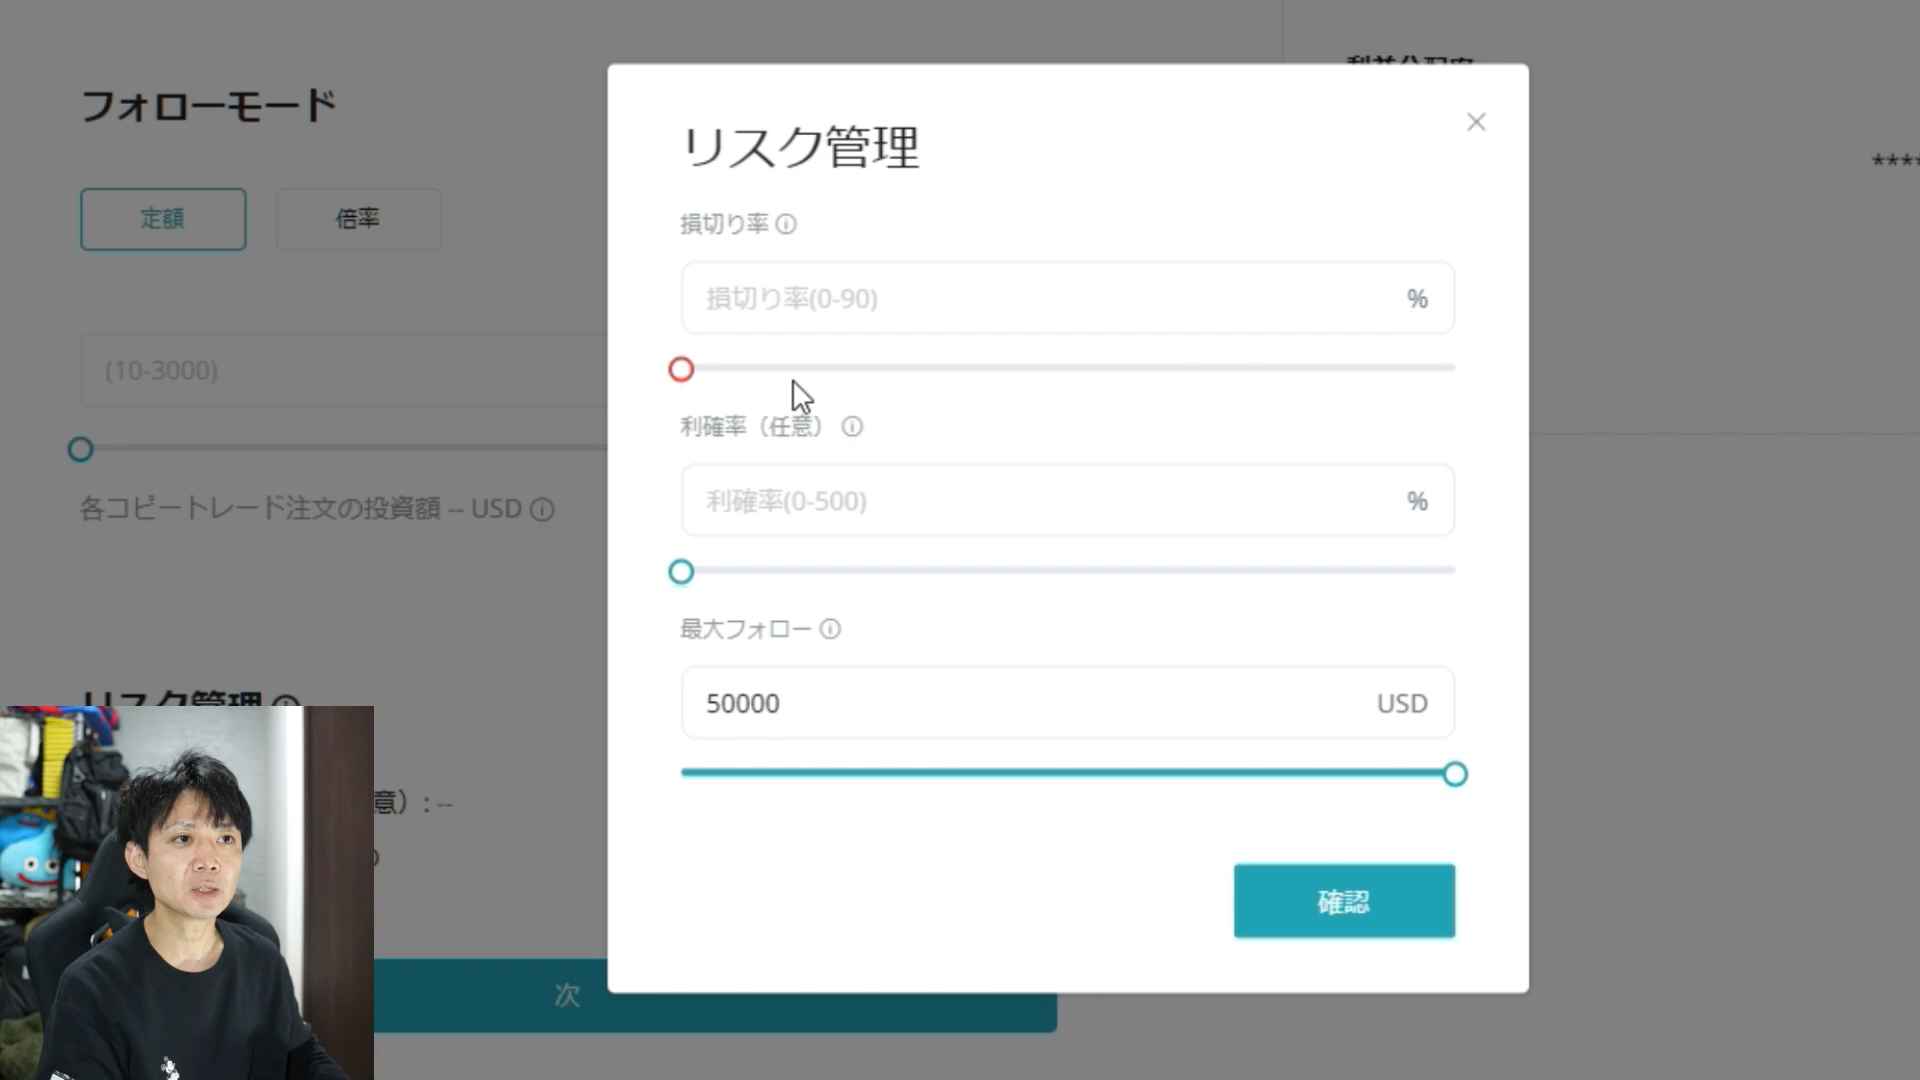 フォローモード
定額
倍率
(10-3000)
各コピートレード注文の投資額 -- USD
リスク管理
意）: --
次
****
リスク管理
損切り率
損切り率(0-90)
%
利確率（任意）
利確率(0-500)
%
最大フォロー
50000
USD
確認